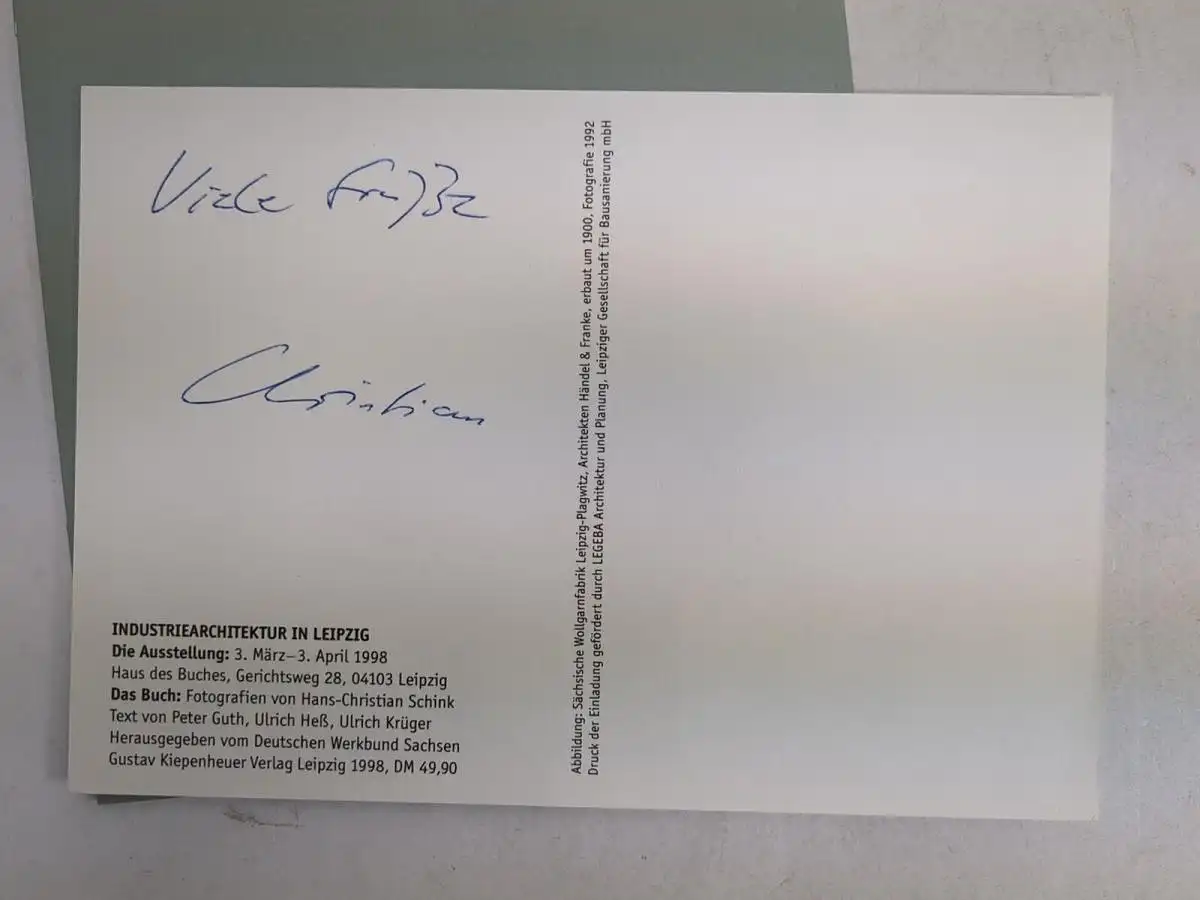 Viele Grüße
Christian
INDUSTRIEARCHITEKTUR IN LEIPZIG
Die Ausstellung: 3. März–3. April 1998
Haus des Buches, Gerichtsweg 28, 04103 Leipzig
Das Buch: Fotografien von Hans-Christian Schink
Text von Peter Guth, Ulrich Heß, Ulrich Krüger
Herausgegeben vom Deutschen Werkbund Sachsen
Gustav Kiepenheuer Verlag Leipzig 1998, DM 49,90
Abbildung: Sächsische Wollgarnfabrik Leipzig-Plagwitz, Architekten Händel & Franke, erbaut um 1900, Fotografie 1992
Druck der Einladung gefördert durch LEGEBA Architektur und Planung, Leipziger Gesellschaft für Bausanierung mbH